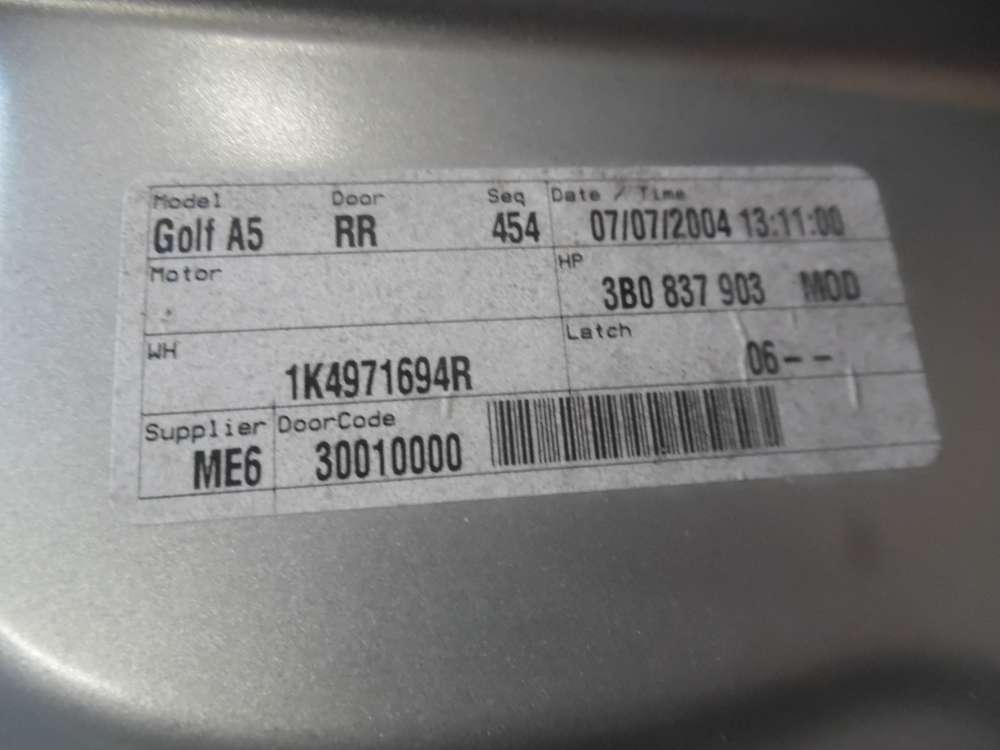 Model Door Seq Date / Time
Golf A5 RR 454 07/07/2004 13:11:00
Motor HP
3B0 837 903 MOD
WH Latch
1K4971694R 06--
Supplier DoorCode
ME6 30010000